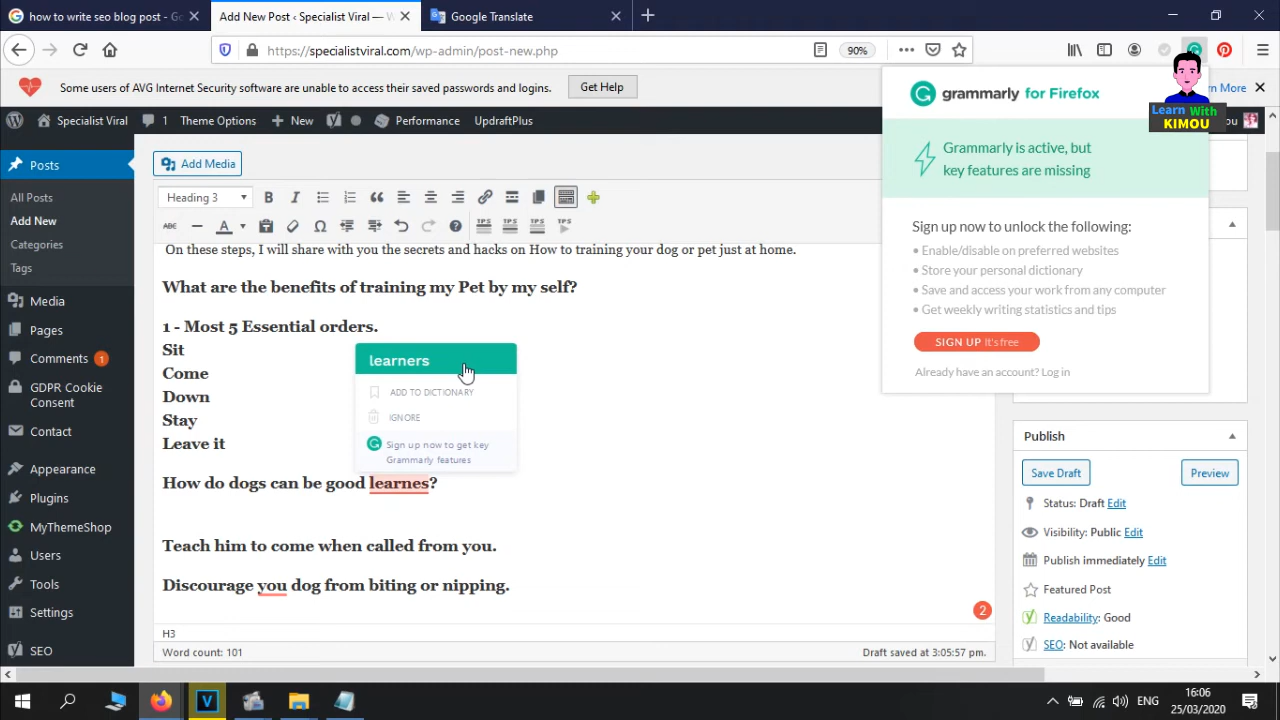 how to write seo blog post - Go
Add New Post ‹ Specialist Viral — W
Google Translate
https://specialistviral.com/wp-admin/post-new.php
90%
Some users of AVG Internet Security software are unable to access their saved passwords and logins.
Get Help
rn More
grammarly for Firefox
Learn With
KIMOU
Grammarly is active, but
key features are missing
Sign up now to unlock the following:
• Enable/disable on preferred websites
• Store your personal dictionary
• Save and access your work from any computer
• Get weekly writing statistics and tips
SIGN UP It's free
Already have an account? Log in
Specialist Viral
1
Theme Options
New
Performance
UpdraftPlus
Posts
All Posts
Add New
Categories
Tags
Media
Pages
Comments 1
GDPR Cookie
Consent
Contact
Appearance
Plugins
MyThemeShop
Users
Tools
Settings
SEO
Add Media
Heading 3
B I
ABC A
TPS TPS TPS TPS
On these steps, I will share with you the secrets and hacks on How to training your dog or pet just at home.
What are the benefits of training my Pet by my self?
1 - Most 5 Essential orders.
Sit
Come
Down
Stay
Leave it
learners
ADD TO DICTIONARY
IGNORE
Sign up now to get key
Grammarly features
How do dogs can be good learnes?
Teach him to come when called from you.
Discourage you dog from biting or nipping.
2
H3
Word count: 101
Draft saved at 3:05:57 pm.
Publish
Save Draft
Preview
Status: Draft Edit
Visibility: Public Edit
Publish immediately Edit
Featured Post
Readability: Good
SEO: Not available
ENG
16:06
25/03/2020